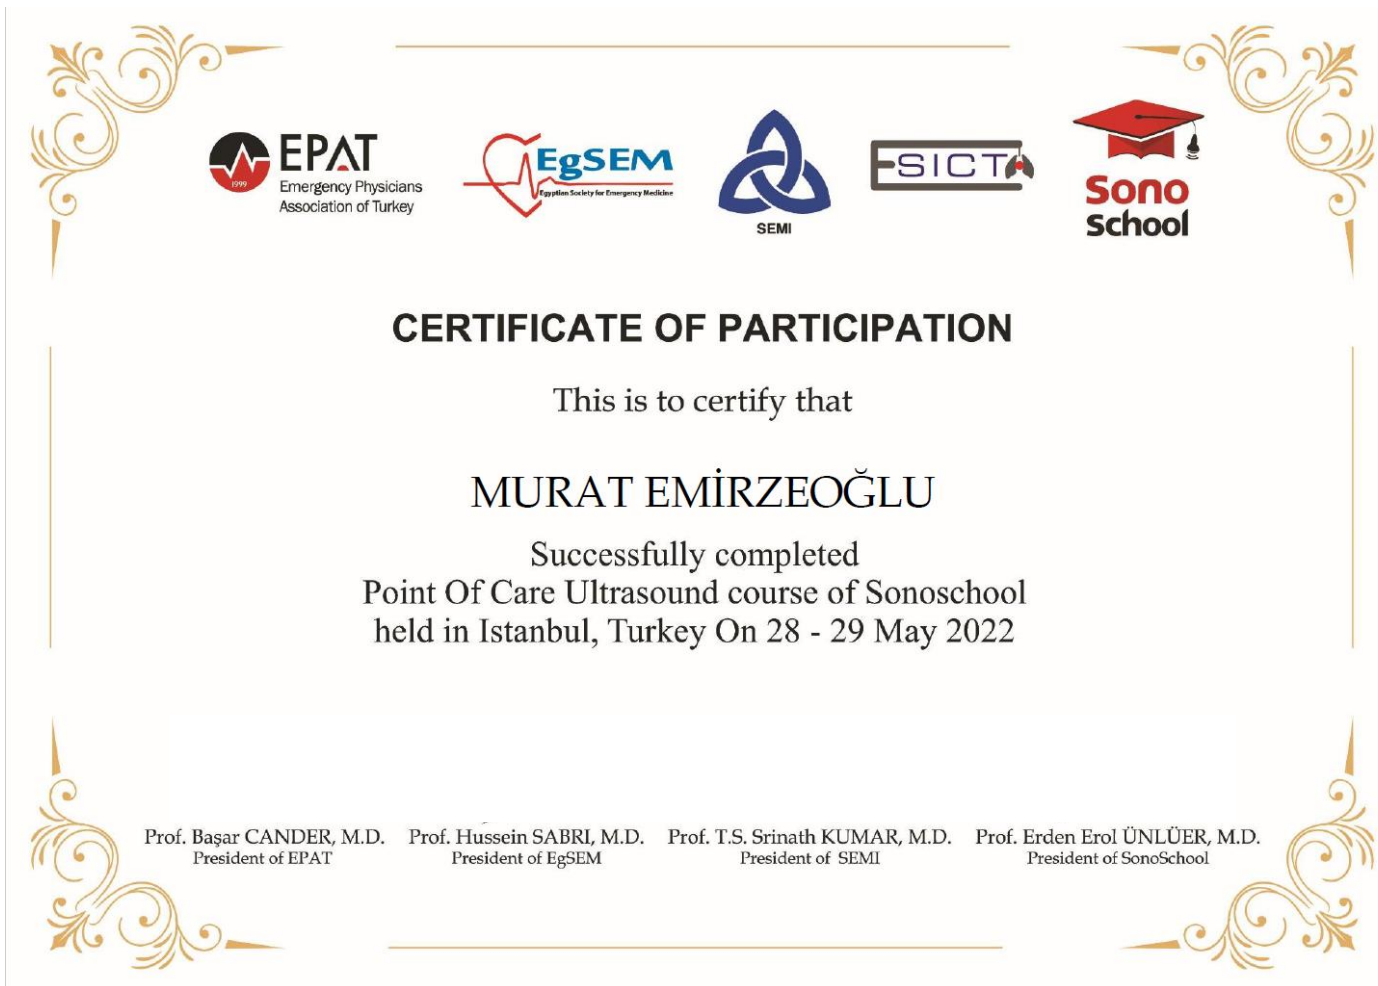 EPAT
Emergency Physicians
Association of Turkey
1999
EgSEM
Egyptian Society for Emergency Medicine
SEMI
ESICTA
Sono
school
CERTIFICATE OF PARTICIPATION
This is to certify that
MURAT EMİRZEOĞLU
Successfully completed
Point Of Care Ultrasound course of Sonoschool
held in Istanbul, Turkey On 28 - 29 May 2022
Prof. Başar CANDER, M.D.
President of EPAT
Prof. Hussein SABRI, M.D.
President of EgSEM
Prof. T.S. Srinath KUMAR, M.D.
President of SEMI
Prof. Erden Erol ÜNLÜER, M.D.
President of SonoSchool